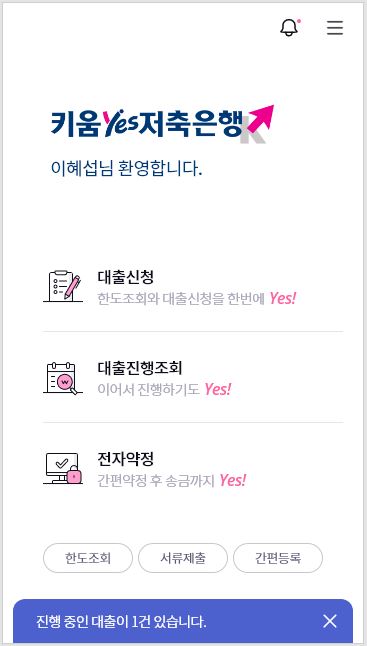 키움Yes저축은행
이혜섭님 환영합니다.
대출신청
한도조회와 대출신청을 한번에 Yes!
대출진행조회
이어서 진행하기도 Yes!
전자약정
간편약정 후 송금까지 Yes!
한도조회 서류제출 간편등록
진행 중인 대출이 1건 있습니다.